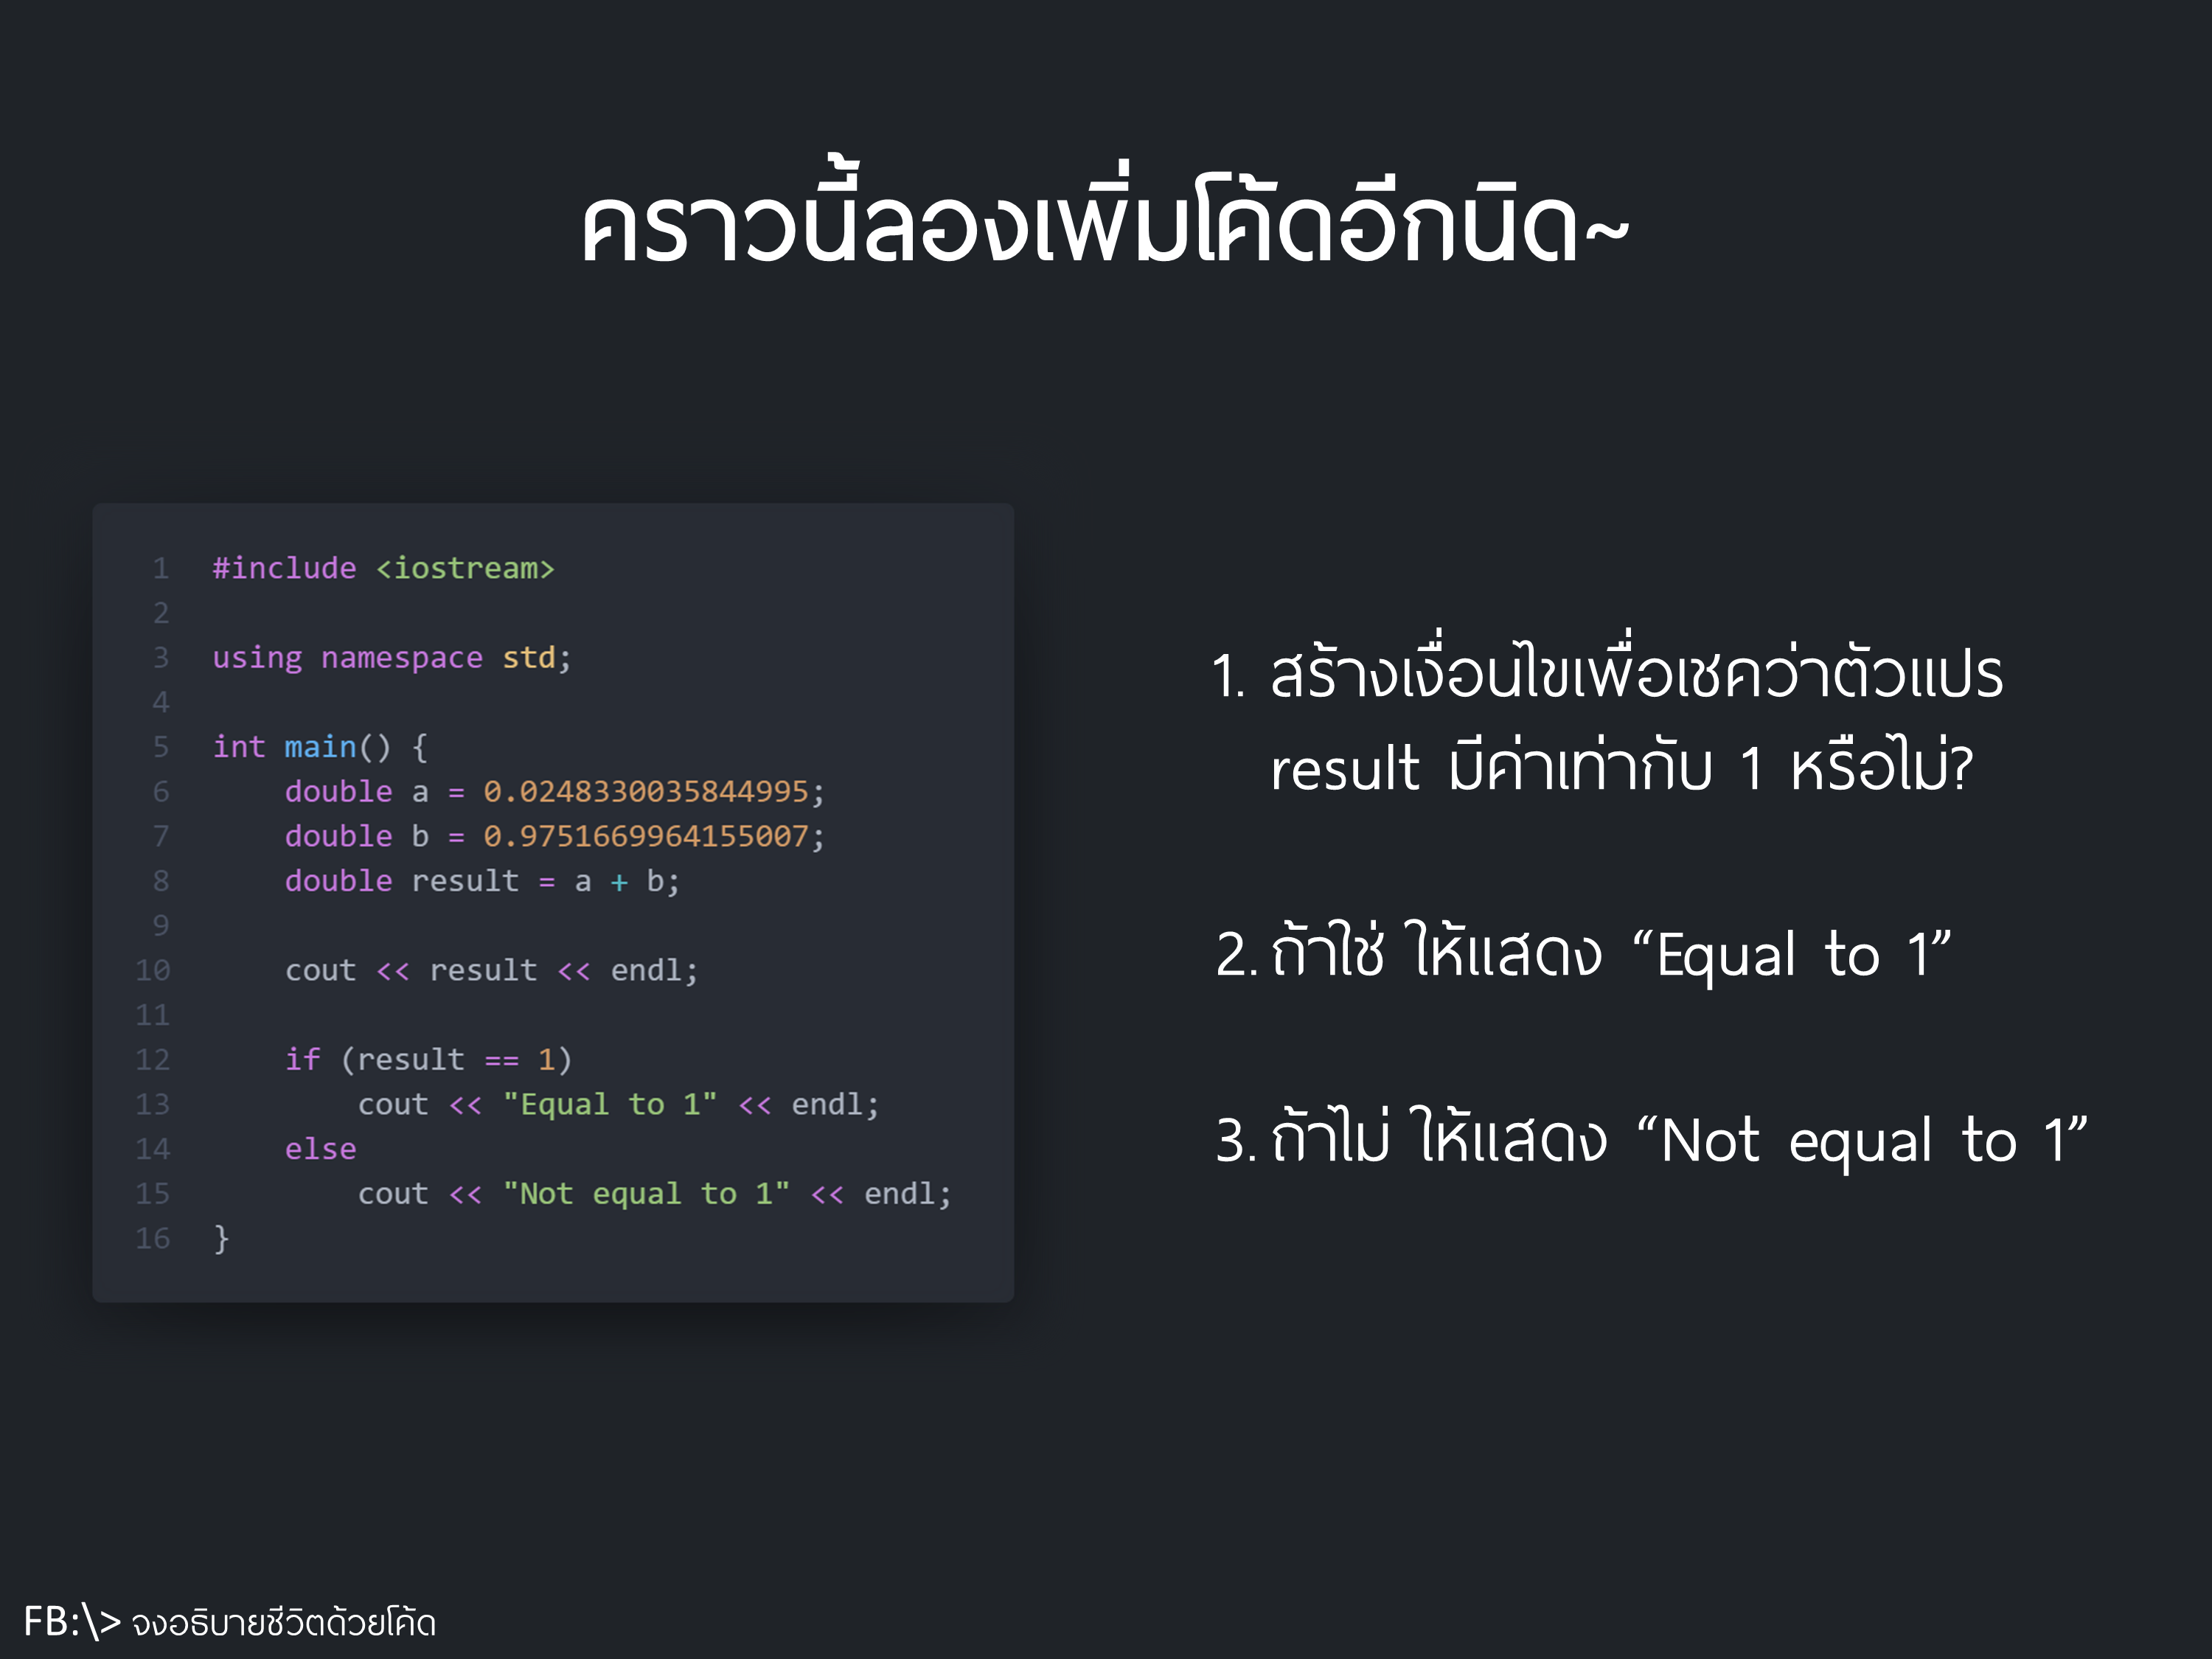 คราวนี้ลองเพิ่มโค้ดอีกนิด~
1 #include <iostream>
2
3 using namespace std;
4
5 int main() {
6     double a = 0.0248330035844995;
7     double b = 0.9751669964155007;
8     double result = a + b;
9
10     cout << result << endl;
11
12     if (result == 1)
13         cout << "Equal to 1" << endl;
14     else
15         cout << "Not equal to 1" << endl;
16 }
1. สร้างเงื่อนไขเพื่อเชคว่าตัวแปร
result มีค่าเท่ากับ 1 หรือไม่?
2. ถ้าใช่ ให้แสดง “Equal to 1”
3. ถ้าไม่ ให้แสดง “Not equal to 1”
FB:\> จงอธิบายชีวิตด้วยโค้ด